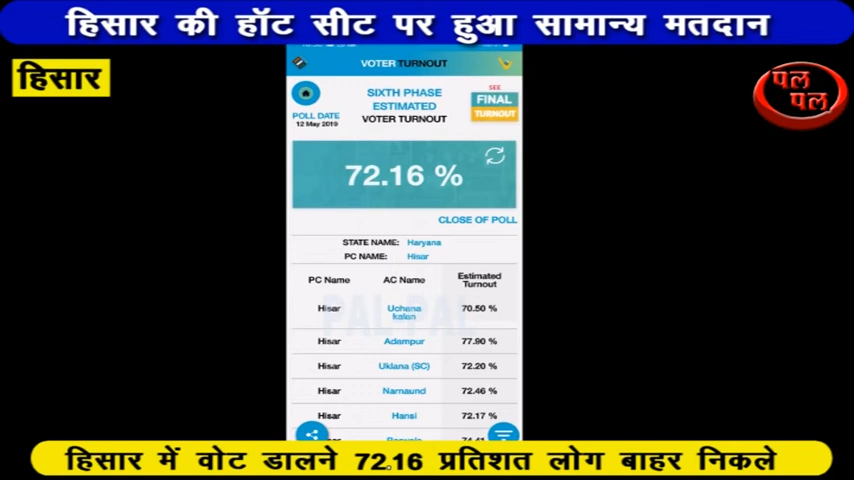 हिसार की हॉट सीट पर हुआ सामान्य मतदान
हिसार
पल
पल
VOTER TURNOUT
POLL DATE
12 May 2019
SIXTH PHASE
ESTIMATED
VOTER TURNOUT
SEE
FINAL
TURNOUT
72.16 %
CLOSE OF POLL
STATE NAME: Haryana
PC NAME: Hisar
PC Name AC Name Estimated Turnout
Hisar Uchana kalan 70.50 %
Hisar Adampur 77.90 %
Hisar Uklana (SC) 72.20 %
Hisar Narnaund 72.46 %
Hisar Hansi 72.17 %
PAL PAL
हिसार में वोट डालने 72.16 प्रतिशत लोग बाहर निकले